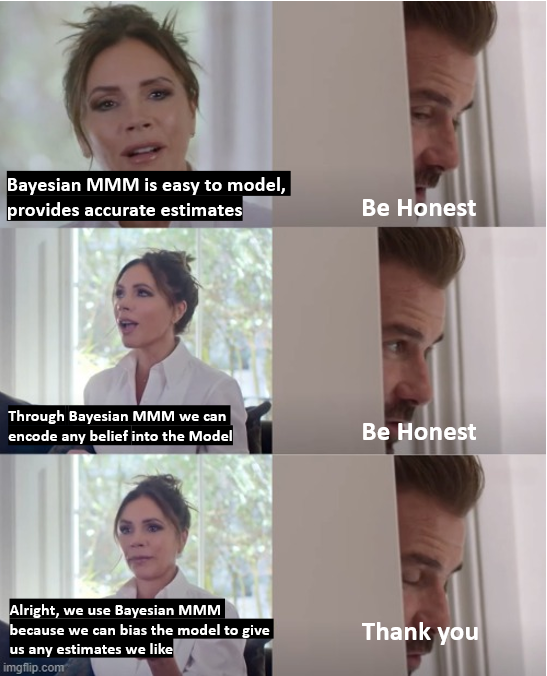 Bayesian MMM is easy to model,
provides accurate estimates
Be Honest
Through Bayesian MMM we can
encode any belief into the Model
Be Honest
Alright, we use Bayesian MMM
because we can bias the model to give
us any estimates we like
Thank you
imgflip.com